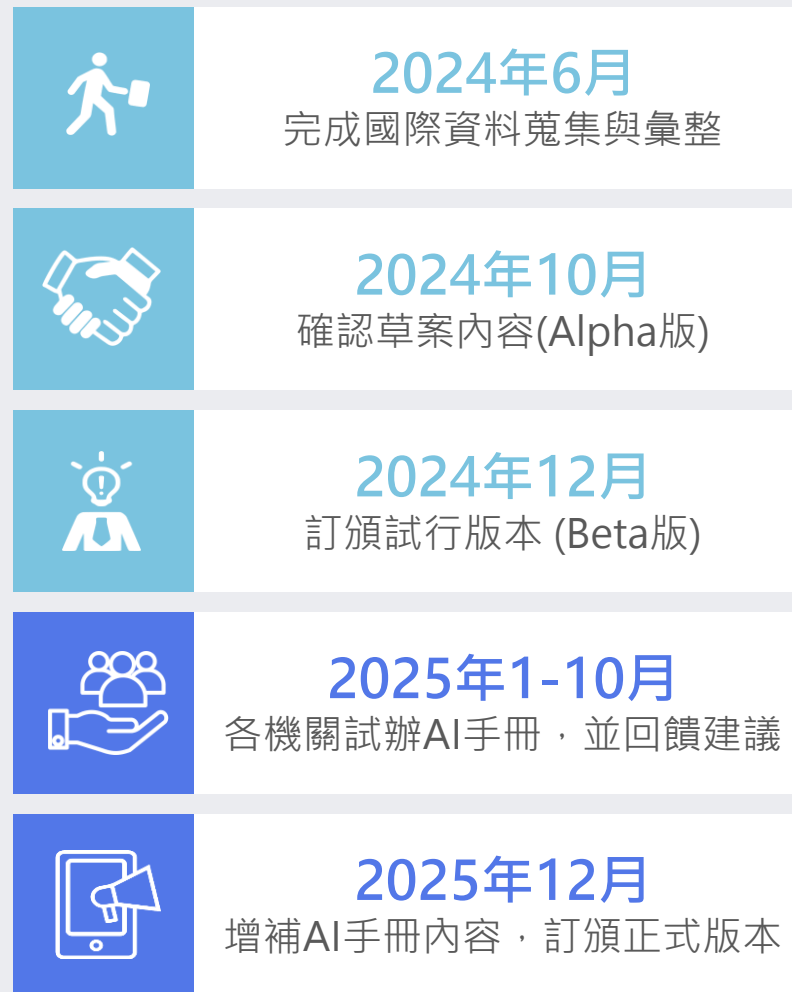 2024年6月
完成國際資料蒐集與彙整
2024年10月
確認草案內容(Alpha版)
2024年12月
訂頒試行版本 (Beta版)
2025年1-10月
各機關試辦AI手冊，並回饋建議
2025年12月
增補AI手冊內容，訂頒正式版本